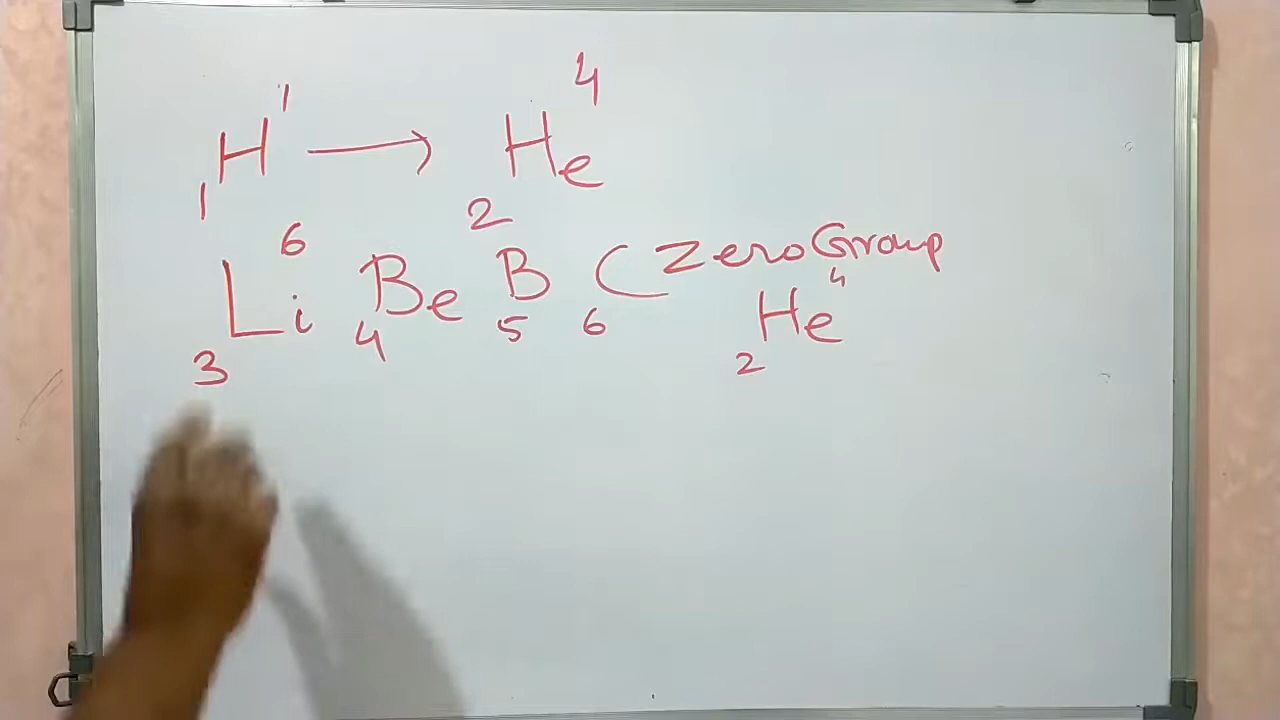 ₁H¹ → ₂He⁴
₃Li⁶ ₄Be ₅B ₆C Zero Group
₂He⁴